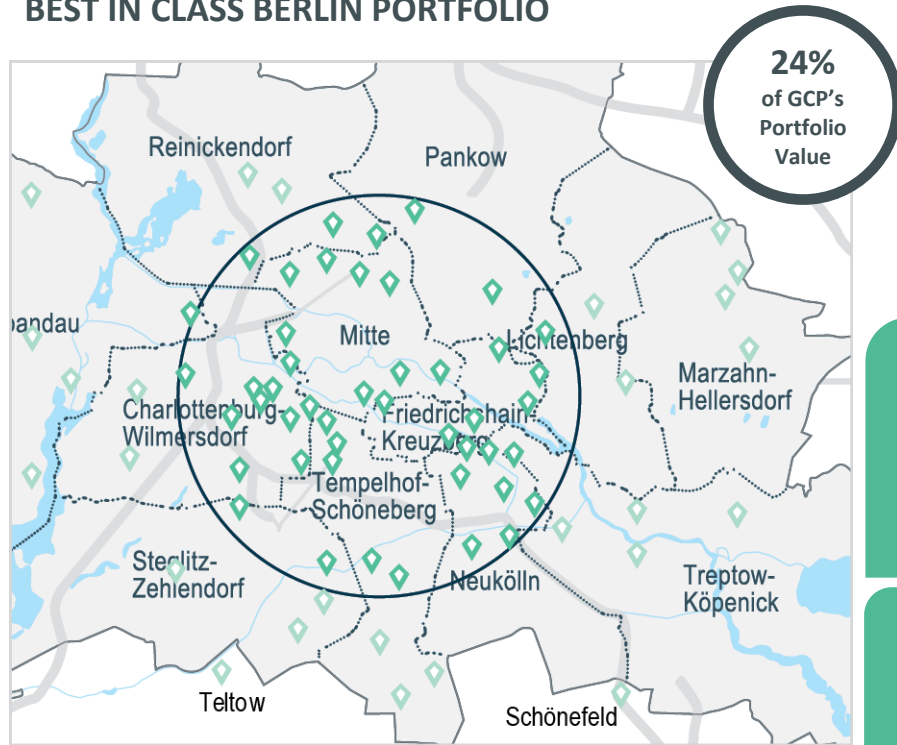 BEST IN CLASS BERLIN PORTFOLIO
24%
of GCP's
Portfolio
Value
Reinickendorf
Pankow
Mitte
Lichtenberg
Marzahn-
Hellersdorf
Charlottenburg-
Wilmersdorf
Friedrichshain-
Kreuzberg
Tempelhof-
Schöneberg
Steglitz-
Zehlendorf
Neukölln
Treptow-
Köpenick
Teltow
Schönefeld